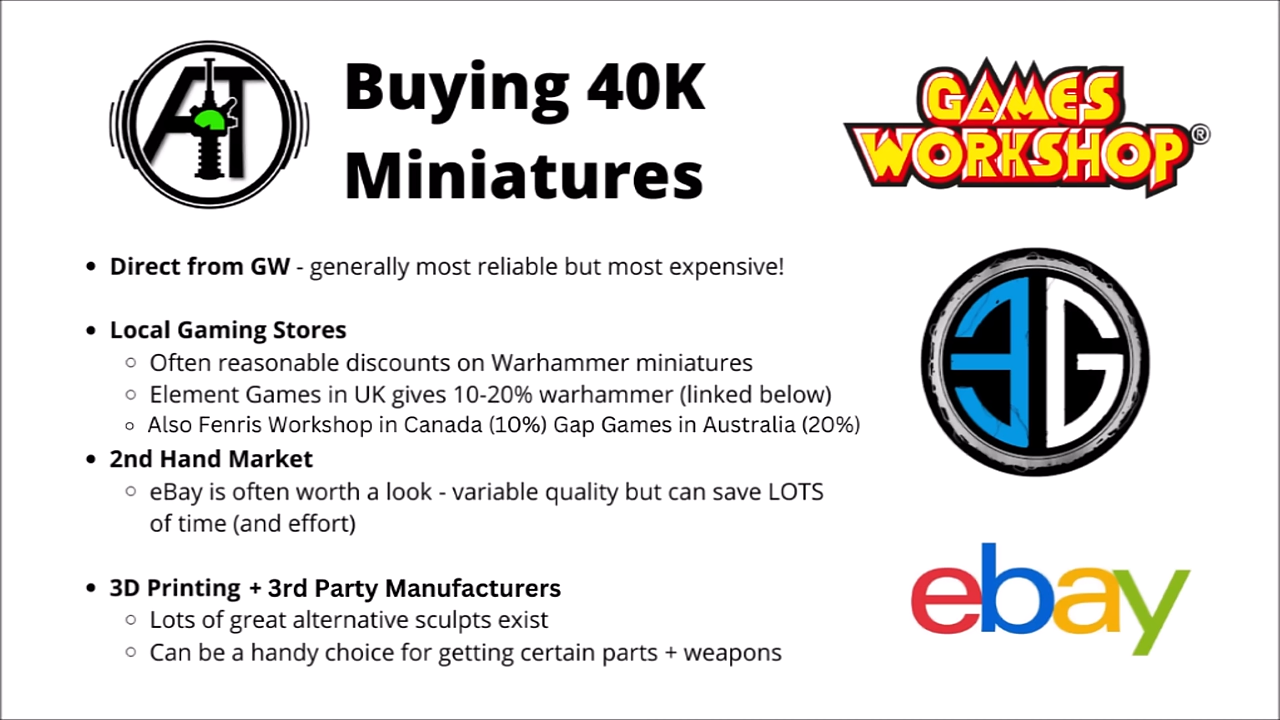 AT
Buying 40K
Miniatures
GAMES
WORKSHOP®
• Direct from GW - generally most reliable but most expensive!
• Local Gaming Stores
○ Often reasonable discounts on Warhammer miniatures
○ Element Games in UK gives 10-20% warhammer (linked below)
○ Also Fenris Workshop in Canada (10%) Gap Games in Australia (20%)
• 2nd Hand Market
○ eBay is often worth a look - variable quality but can save LOTS
of time (and effort)
• 3D Printing + 3rd Party Manufacturers
○ Lots of great alternative sculpts exist
○ Can be a handy choice for getting certain parts + weapons
EG
ebay